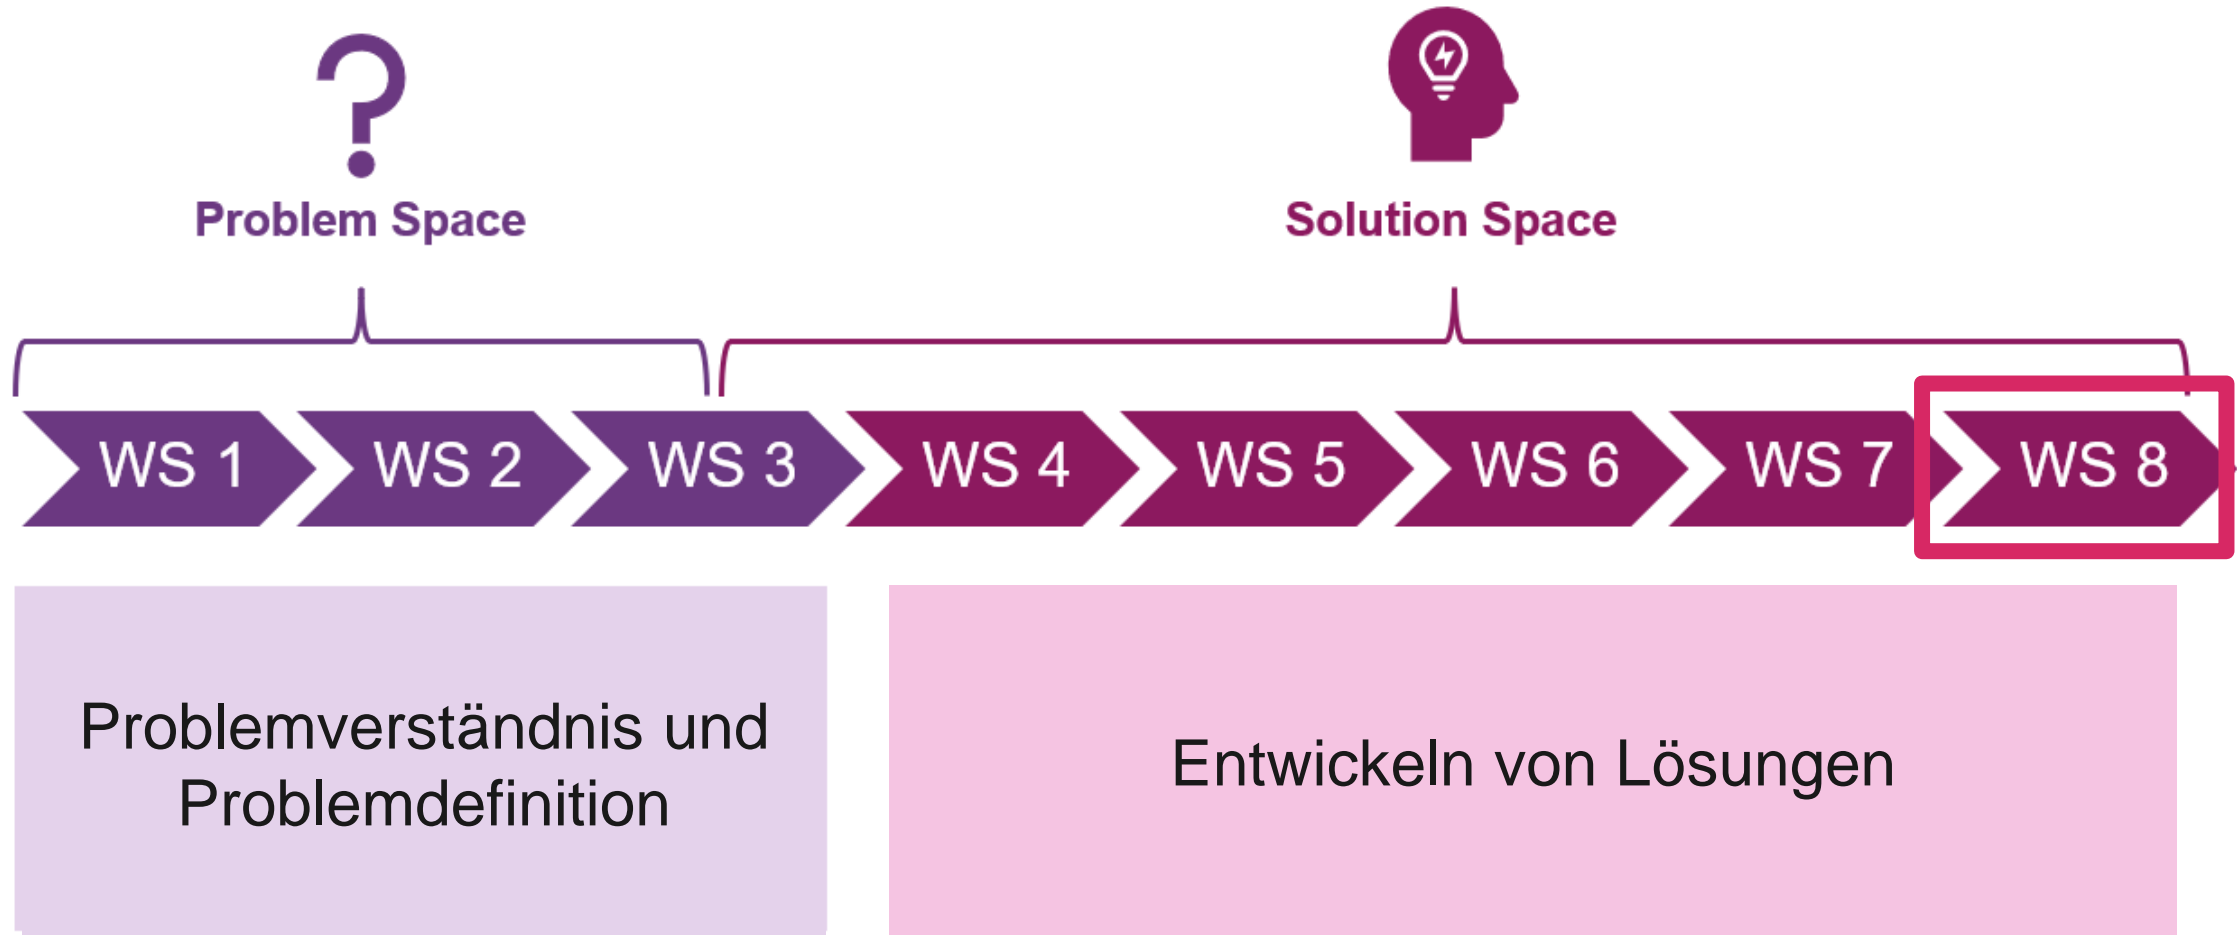 Problem Space
Solution Space
WS 1
WS 2
WS 3
WS 4
WS 5
WS 6
WS 7
WS 8
Problemverständnis und
Problemdefinition
Entwickeln von Lösungen